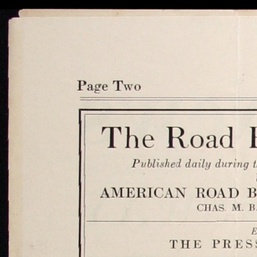 Page Two
The Road
Published daily during
AMERICAN ROAD
CHAS. M.
THE PRESS